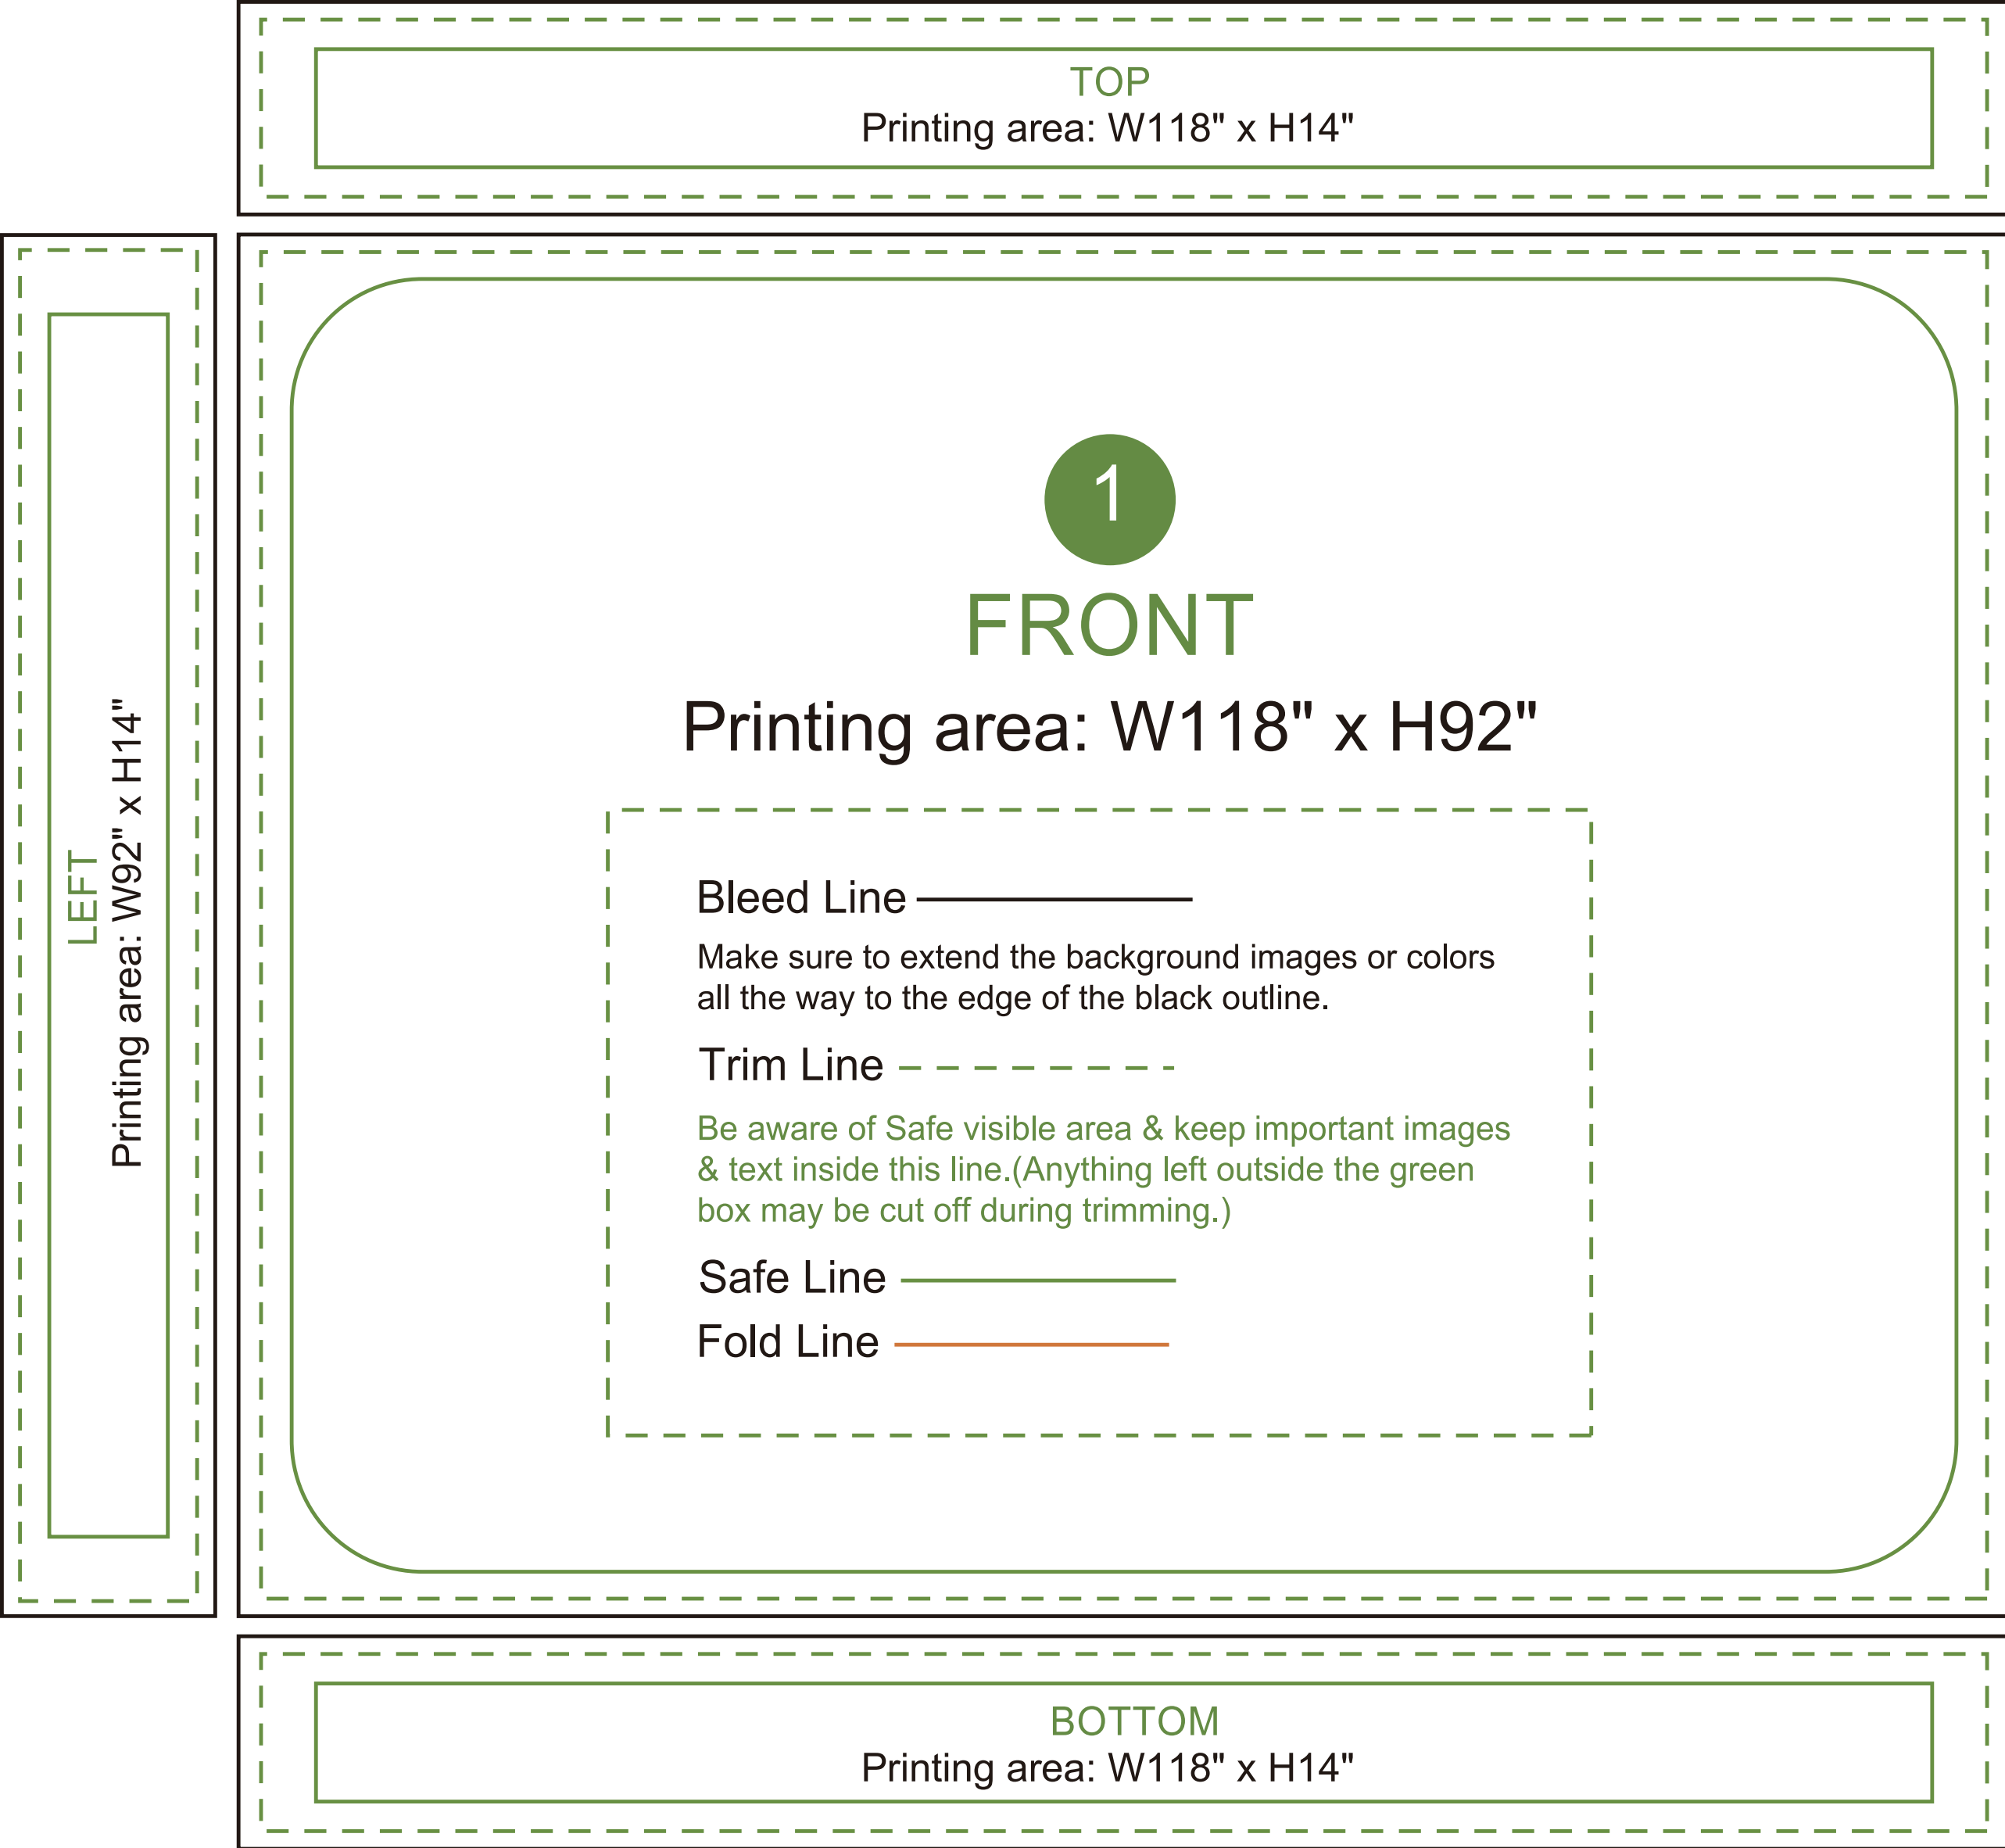 TOP
Printing area: W118" x H14"
LEFT
Printing area: W92" x H14"
1
FRONT
Printing area: W118" x H92"
Bleed Line
Make sure to extend the background images or colors
all the way to the edge of the black outline.
Trim Line
Be aware of Safe visible area & keep important images
& text inside this line.(Anything left outside the green
box may be cut off during trimming.)
Safe Line
Fold Line
BOTTOM
Printing area: W118" x H14"